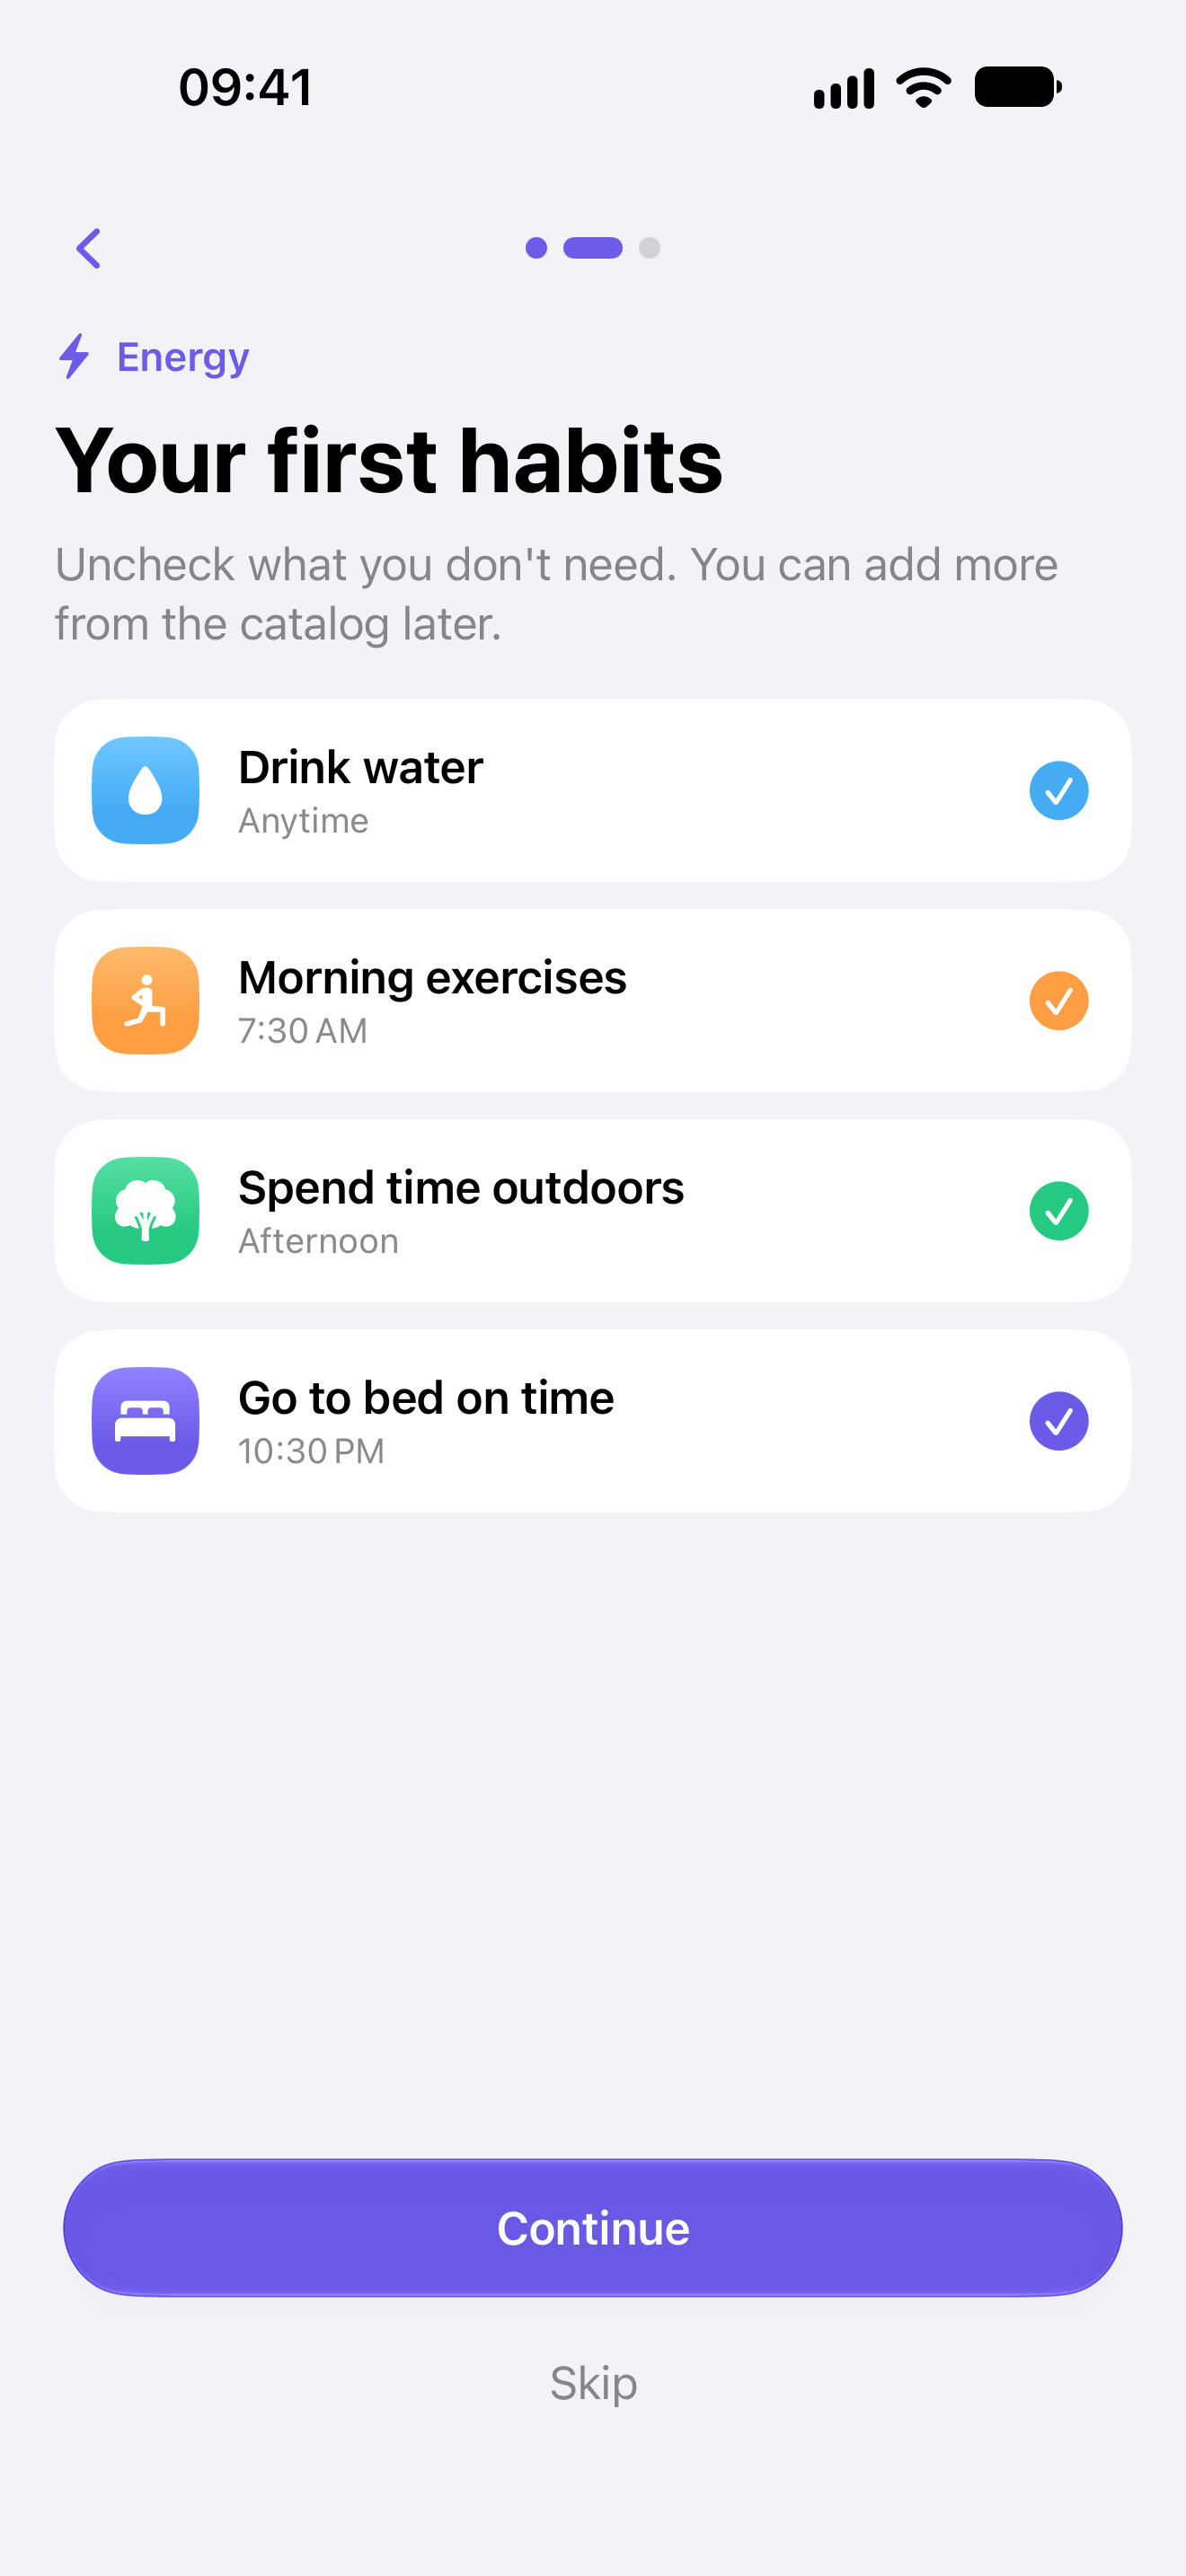 09:41
Energy
Your first habits
Uncheck what you don't need. You can add more
from the catalog later.
Drink water
Anytime
Morning exercises
7:30 AM
Spend time outdoors
Afternoon
Go to bed on time
10:30 PM
Continue
Skip